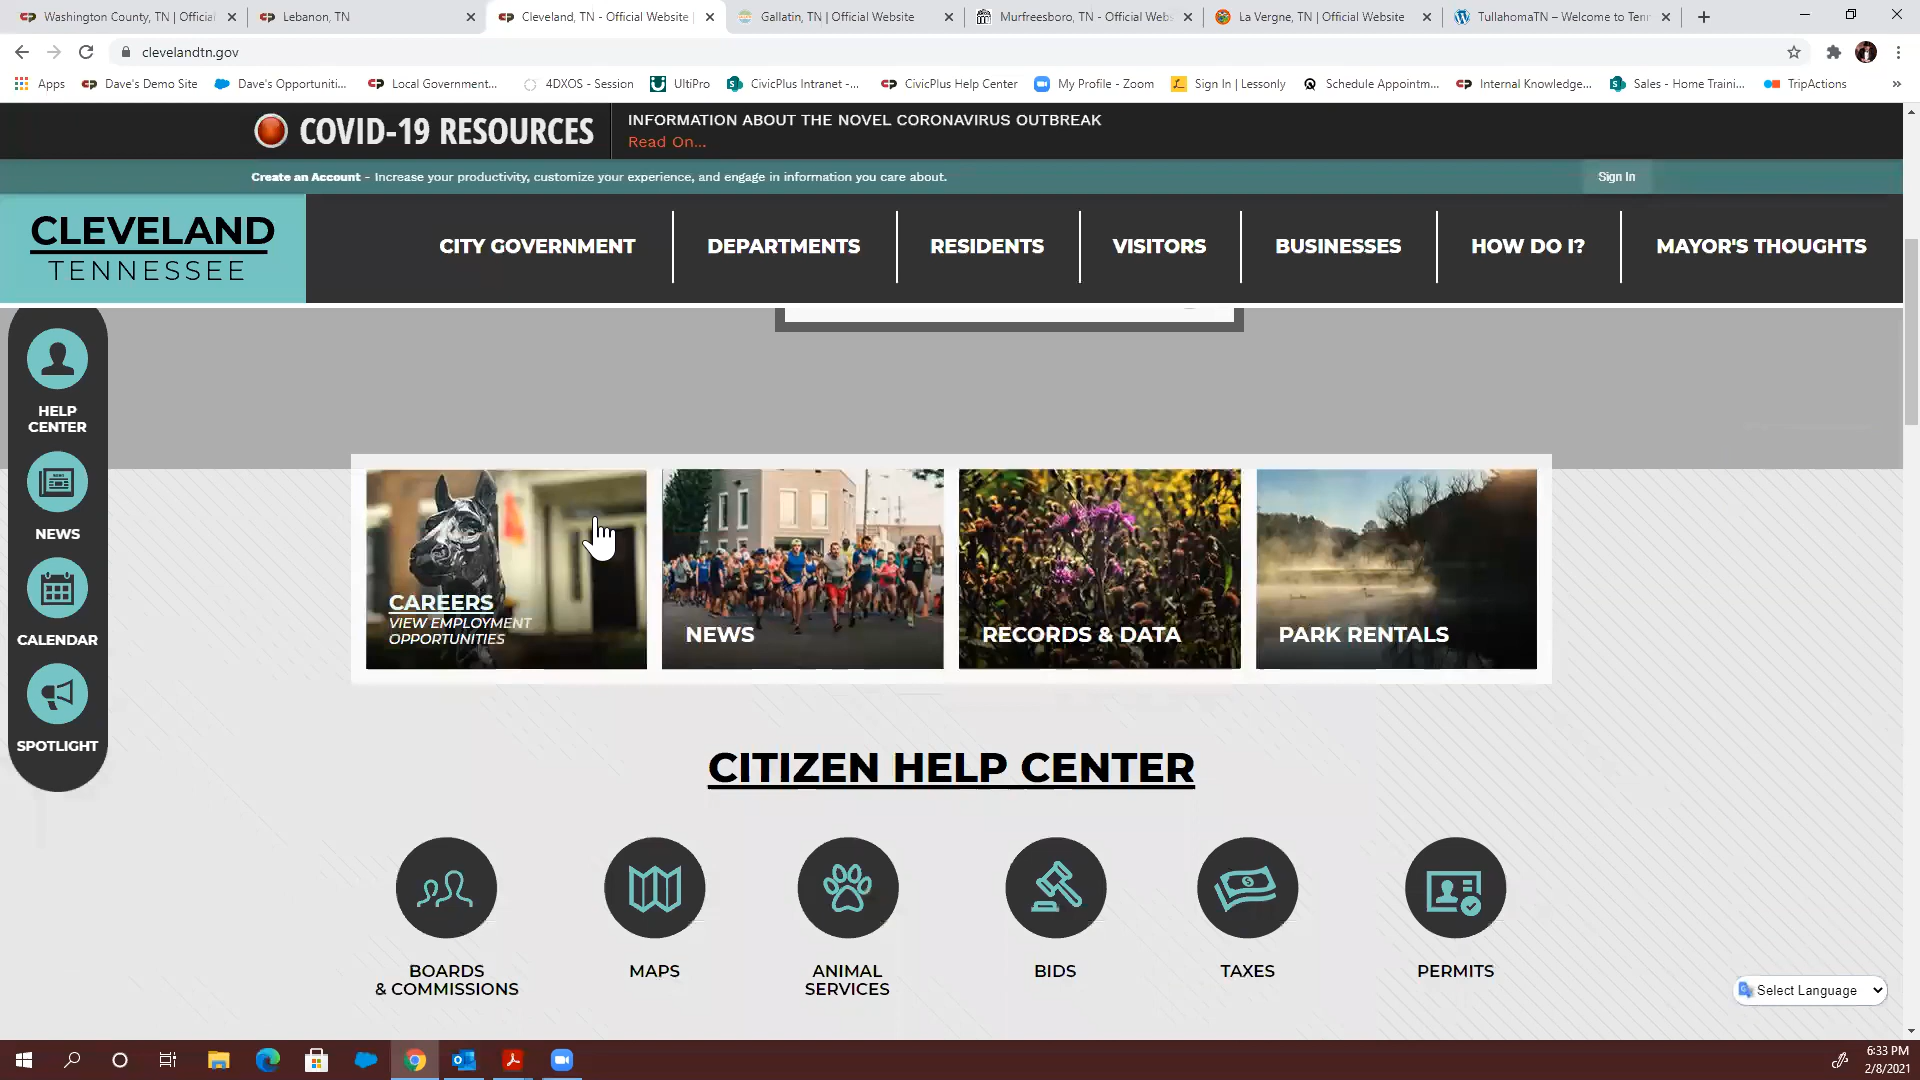 Washington County, TN | Official
Lebanon, TN
Cleveland, TN - Official Website |
Gallatin, TN | Official Website
Murfreesboro, TN - Official Webs
La Vergne, TN | Official Website
TullahomaTN – Welcome to Tenn
clevelandtn.gov
Apps
Dave's Demo Site
Dave's Opportuniti...
Local Government...
4DXOS - Session
UltiPro
CivicPlus Intranet -...
CivicPlus Help Center
My Profile - Zoom
Sign In | Lessonly
Schedule Appointm...
Internal Knowledge...
Sales - Home Traini...
TripActions
COVID-19 RESOURCES
INFORMATION ABOUT THE NOVEL CORONAVIRUS OUTBREAK
Read On...
Create an Account - Increase your productivity, customize your experience, and engage in information you care about.
Sign In
CLEVELAND
TENNESSEE
CITY GOVERNMENT
DEPARTMENTS
RESIDENTS
VISITORS
BUSINESSES
HOW DO I?
MAYOR'S THOUGHTS
HELP
CENTER
NEWS
CALENDAR
SPOTLIGHT
CAREERS
VIEW EMPLOYMENT
OPPORTUNITIES
NEWS
RECORDS & DATA
PARK RENTALS
CITIZEN HELP CENTER
BOARDS
& COMMISSIONS
MAPS
ANIMAL
SERVICES
BIDS
TAXES
PERMITS
Select Language
6:33 PM
2/8/2021